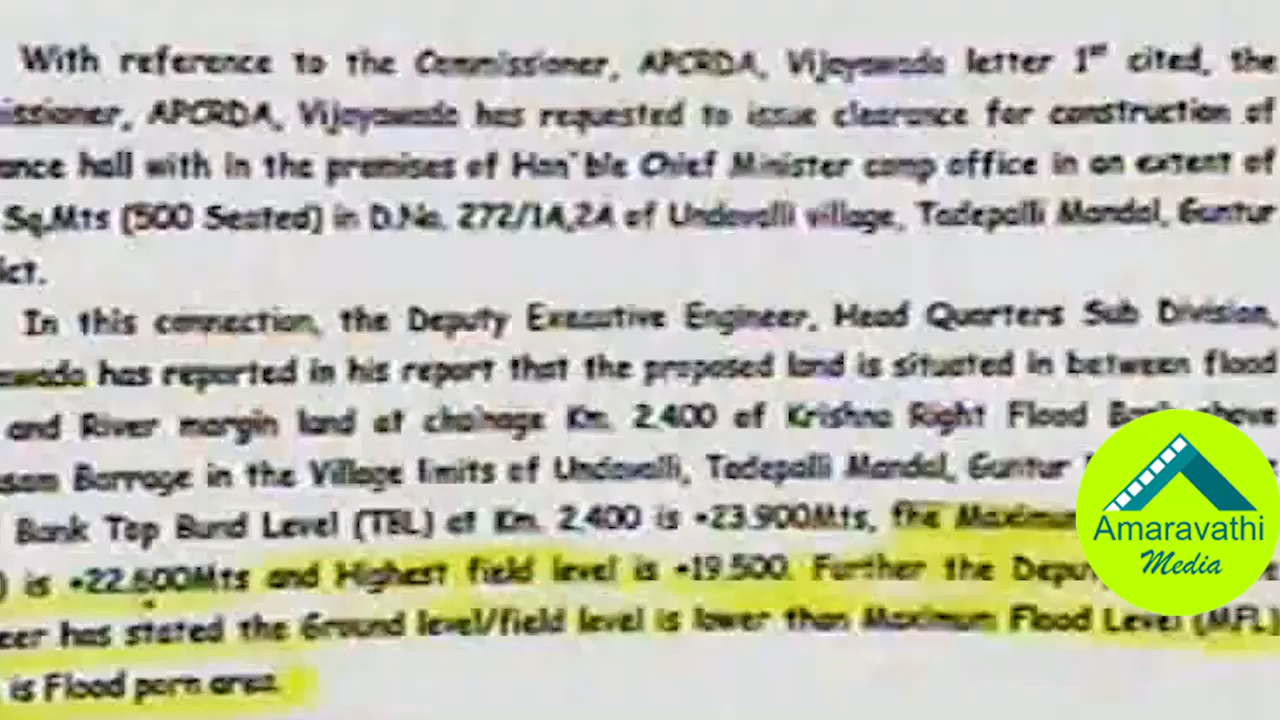 With reference to the Commissioner, APCRDA, Vijayawada letter 1st cited, the
issioner, APCRDA, Vijayawada has requested to issue clearance for construction of
ance hall with in the premises of Hon'ble Chief Minister camp office in an extent of
Sq.Mts (500 Seated) in D.No. 272/1A,2A of Undavalli village, Tadepalli Mandal, Guntur
ict.
In this connection, the Deputy Executive Engineer, Head Quarters Sub Division,
awada has reported in his report that the proposed land is situated in between flood
and River margin land at chainage Km. 2.400 of Krishna Right Flood Bank above
asam Barrage in the Village limits of Undavalli, Tadepalli Mandal, Guntur
Bank Top Bund Level (TBL) at Km. 2.400 is +23.900Mts, the Maximum
) is +22.600Mts and Highest field level is +19.500. Further the Deputy
eer has stated the Ground level/field level is lower than Maximum Flood Level (MFL)
is Flood porn area.
Amaravathi
Media